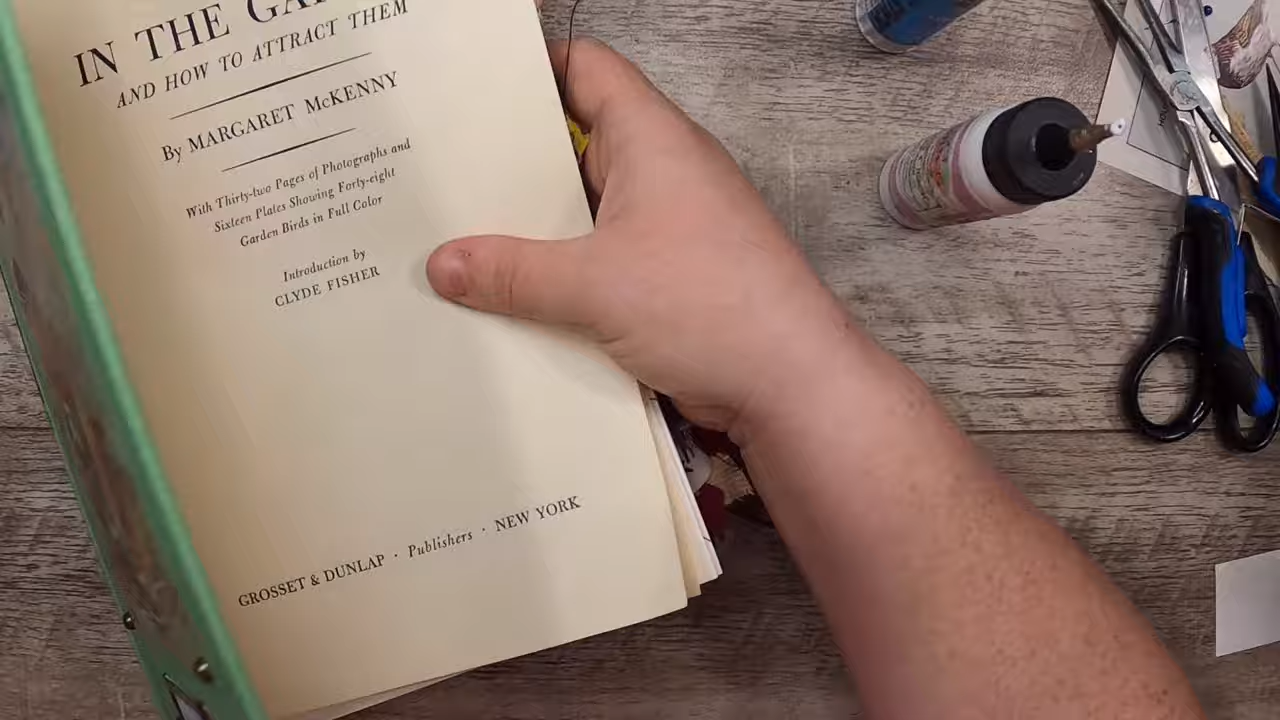 IN THE
AND HOW TO ATTRACT THEM
By MARGARET McKENNY
With Thirty-two Pages of Photographs and
Sixteen Plates Showing Forty-eight
Garden Birds in Full Color
Introduction by
CLYDE FISHER
GROSSET & DUNLAP · Publishers · NEW YORK